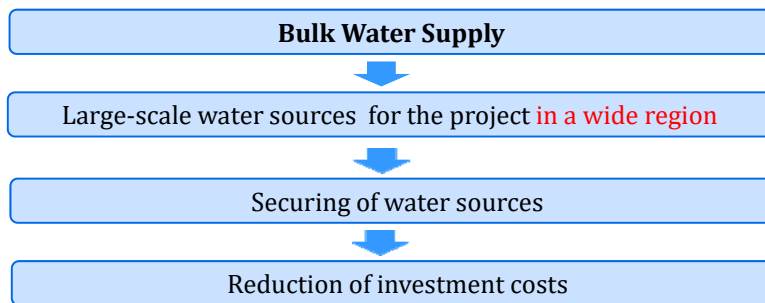 Bulk Water Supply
Large-scale water sources for the project in a wide region
Securing of water sources
Reduction of investment costs